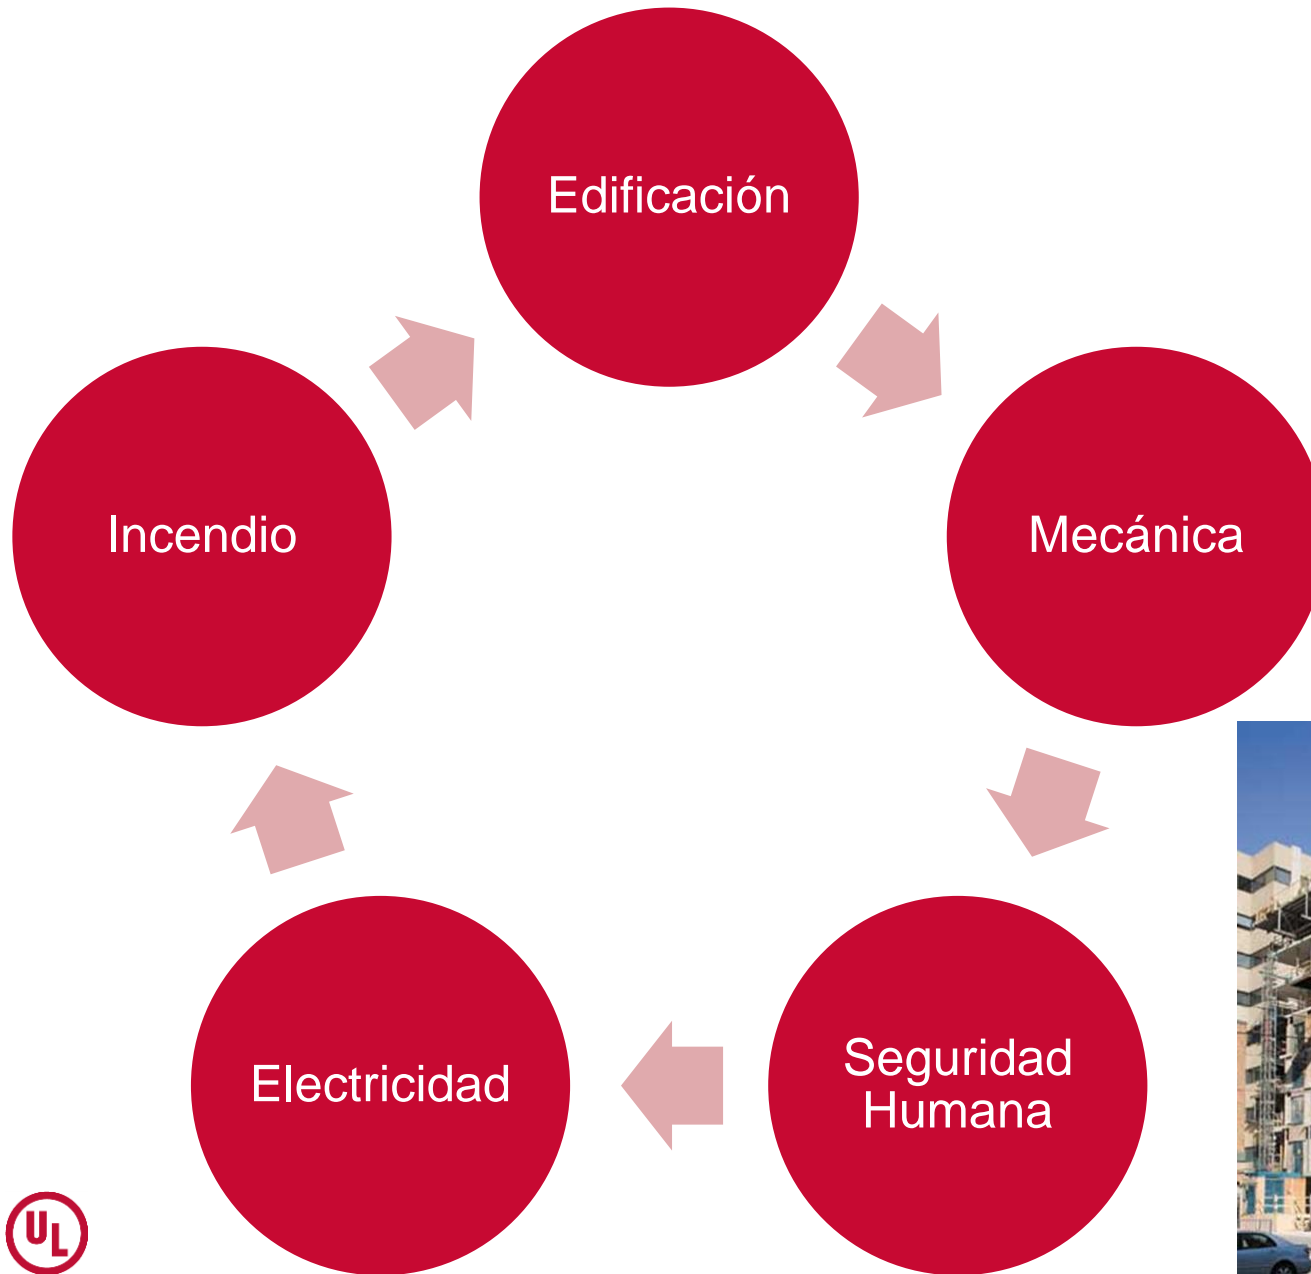 Edificación
Mecánica
Seguridad
Humana
Electricidad
Incendio
UL